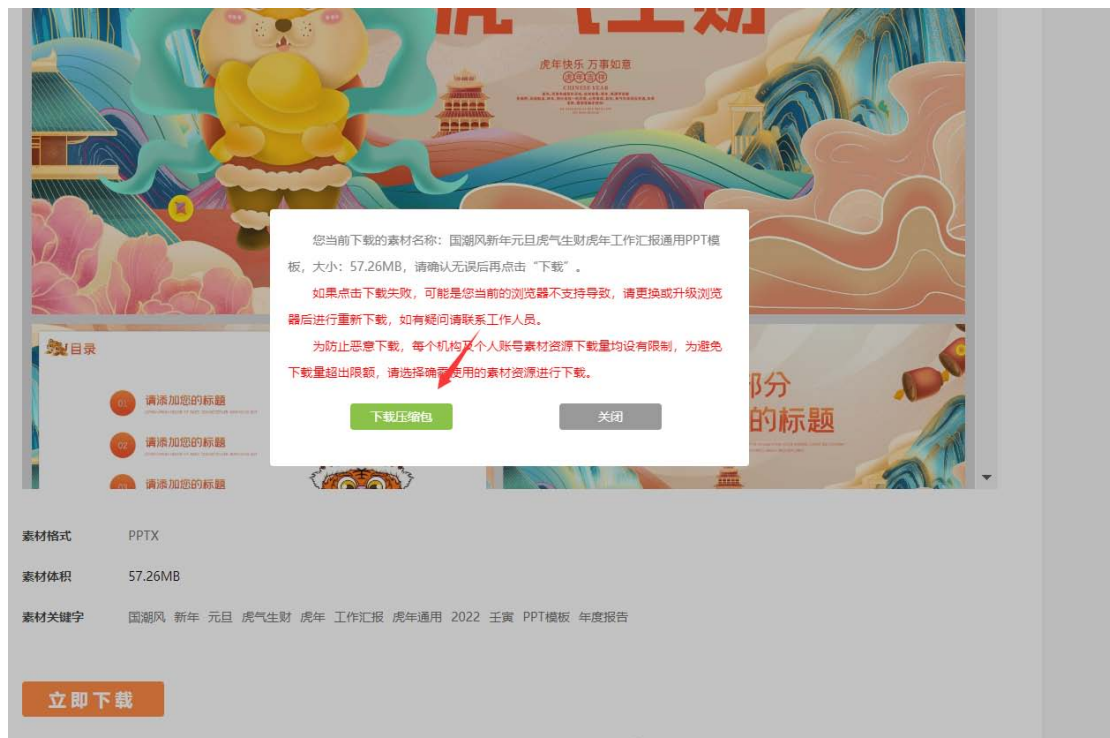 虎气生财
虎年快乐 万事如意
CHINESE YEAR
您当前下载的素材名称：国潮风新年元旦虎气生财虎年工作汇报通用PPT模
板，大小：57.26MB，请确认无误后再点击“下载”。
如果点击下载失败，可能是您当前的浏览器不支持导致，请更换或升级浏览
器后进行重新下载，如有疑问请联系工作人员。
为防止恶意下载，每个机构及个人账号素材资源下载量均设有限制，为避免
下载量超出限额，请选择确需使用的素材资源进行下载。
下载压缩包
关闭
目录
01 请添加您的标题
02 请添加您的标题
03 请添加您的标题
部分
的标题
素材格式 PPTX
素材体积 57.26MB
素材关键字 国潮风 新年 元旦 虎气生财 虎年 工作汇报 虎年通用 2022 壬寅 PPT模板 年度报告
立即下载